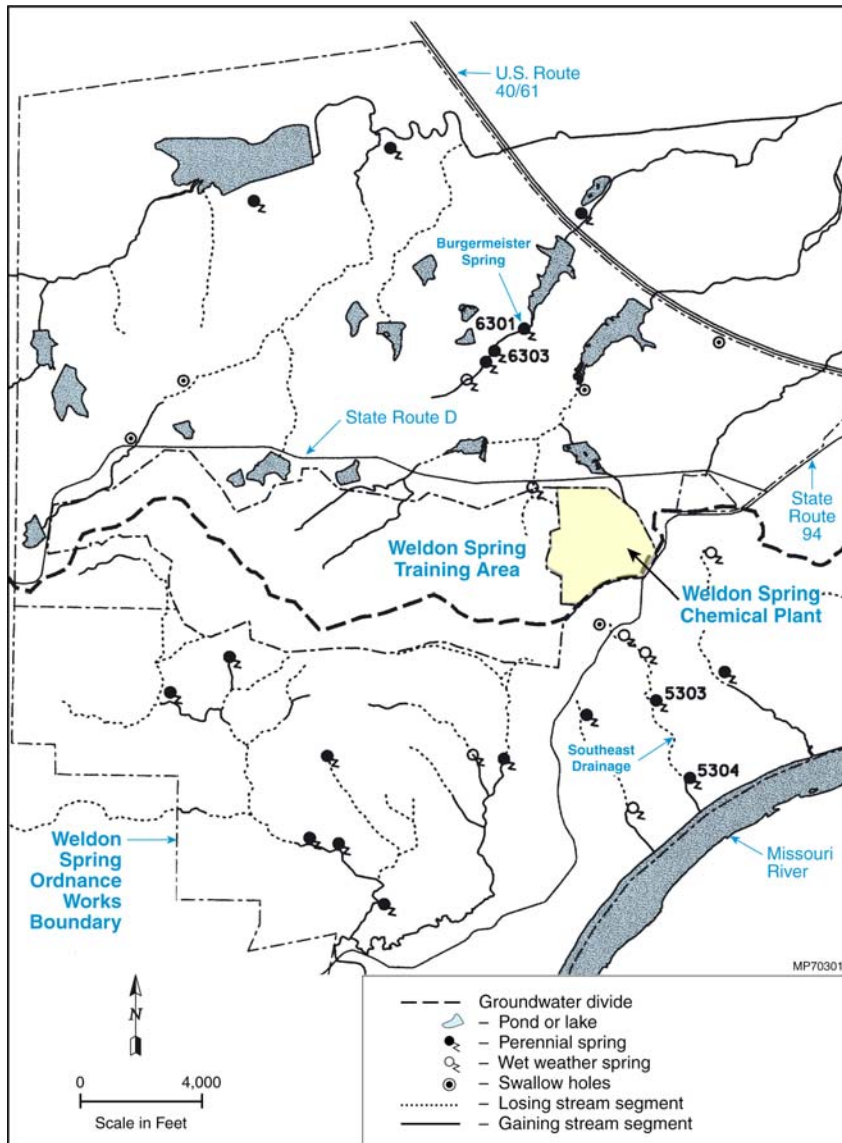 U.S. Route
40/61
Burgermeister
Spring
6301
6303
State Route D
State
Route
94
Weldon Spring
Training Area
Weldon Spring
Chemical Plant
5303
Southeast
Drainage
5304
Weldon
Spring
Ordnance
Works
Boundary
Missouri
River
MP70301
N
0 4,000
Scale in Feet
Groundwater divide
– Pond or lake
– Perennial spring
– Wet weather spring
– Swallow holes
– Losing stream segment
– Gaining stream segment